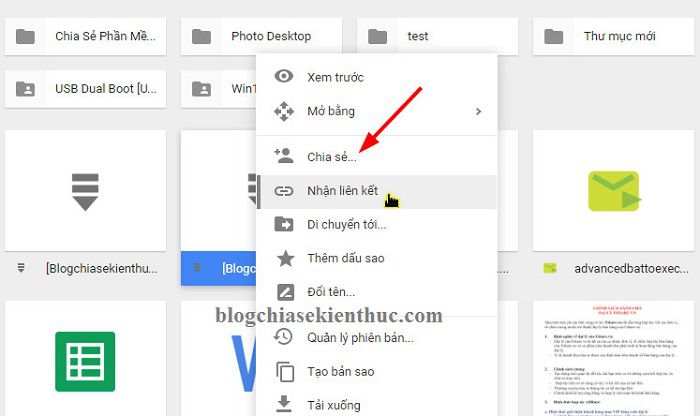 Chia Sẻ Phần Mề...
Photo Desktop
test
Thư mục mới
USB Dual Boot [U...
Win1
Xem trước
Mở bằng
Chia sẻ...
Nhận liên kết
Di chuyển tới...
Thêm dấu sao
Đổi tên...
Quản lý phiên bản...
Tạo bản sao
Tải xuống
[Blogchiasekienthu...
[Blog
advancedbattoexec...
blogchiasekienthuc.com
W